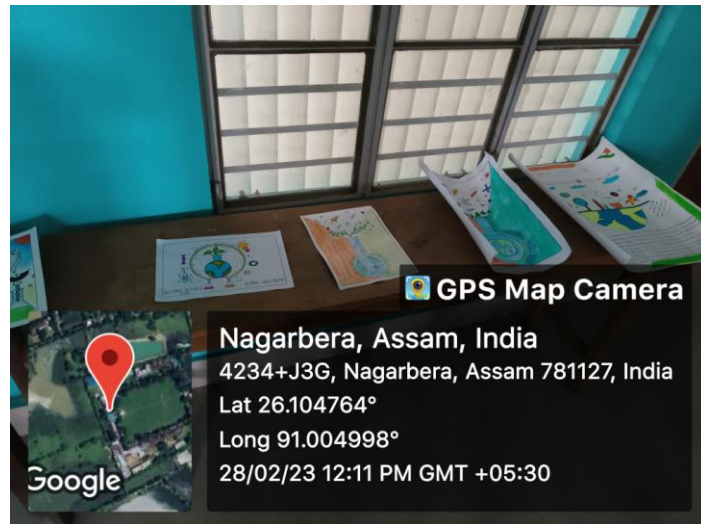 GPS Map Camera
Nagarbera, Assam, India
4234+J3G, Nagarbera, Assam 781127, India
Lat 26.104764°
Long 91.004998°
28/02/23 12:11 PM GMT +05:30
Google